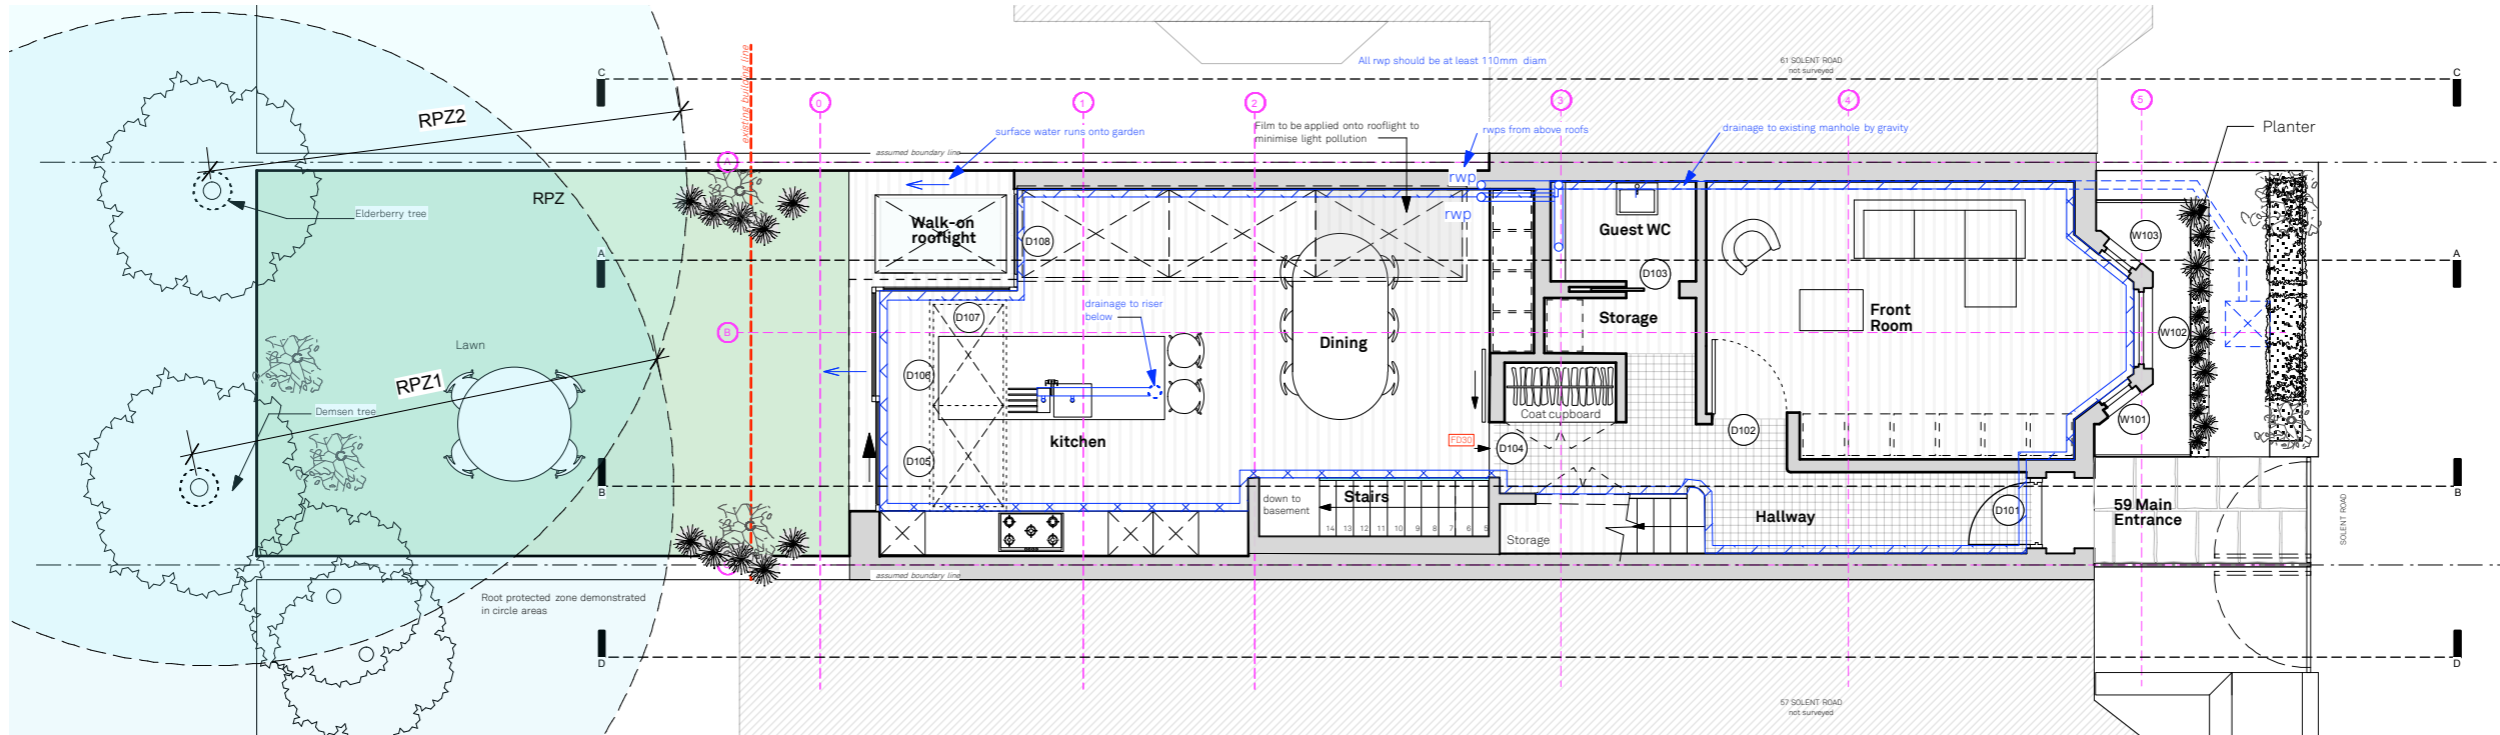 All rwp should be at least 110mm diam
61 SOLENT ROAD
not surveyed
C
C
existing building line
0
1
2
3
4
5
RPZ2
surface water runs onto garden
Film to be applied onto rooflight to
minimise light pollution
rwps from above roofs
drainage to existing manhole by gravity
Planter
assumed boundary line
A
rwp
rwp
RPZ
Elderberry tree
Walk-on
rooflight
D108
Guest WC
W103
A
A
D103
drainage to riser
below
D107
Storage
Front
Room
B
W102
Dining
Lawn
RPZ1
D106
Demsen tree
Coat cupboard
W101
kitchen
FD30
D104
D102
D105
B
B
down to
basement
Stairs
14 13 12 11 10 9 8 7 6 5
Hallway
D101
59 Main
Entrance
SOLENT ROAD
Storage
assumed boundary line
Root protected zone demonstrated
in circle areas
D
D
57 SOLENT ROAD
not surveyed